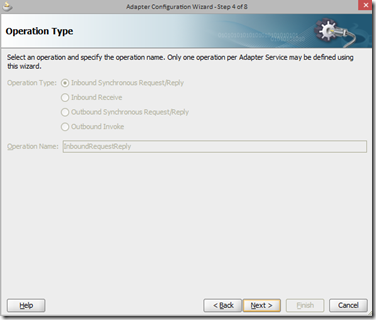 Adapter Configuration Wizard - Step 4 of 8
Operation Type
Select an operation and specify the operation name. Only one operation per Adapter Service may be defined using
this wizard.
Operation Type: Inbound Synchronous Request/Reply
Inbound Receive
Outbound Synchronous Request/Reply
Outbound Invoke
Operation Name: InboundRequestReply
Help < Back Next > Finish Cancel